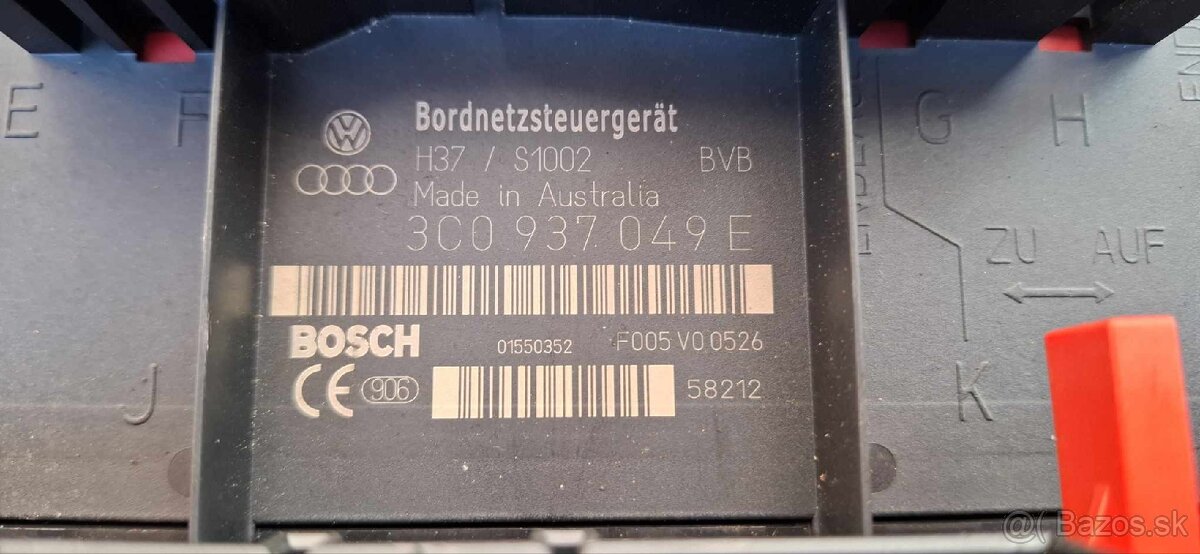 E F
Bordnetzsteuergerät
H37 / S1002 BVB
Made in Australia
3C0 937 049 E
BOSCH 01550352 F005 V0 0526
CE 906 58212
J
G H
ZU AUF
K
@( Bazos.sk